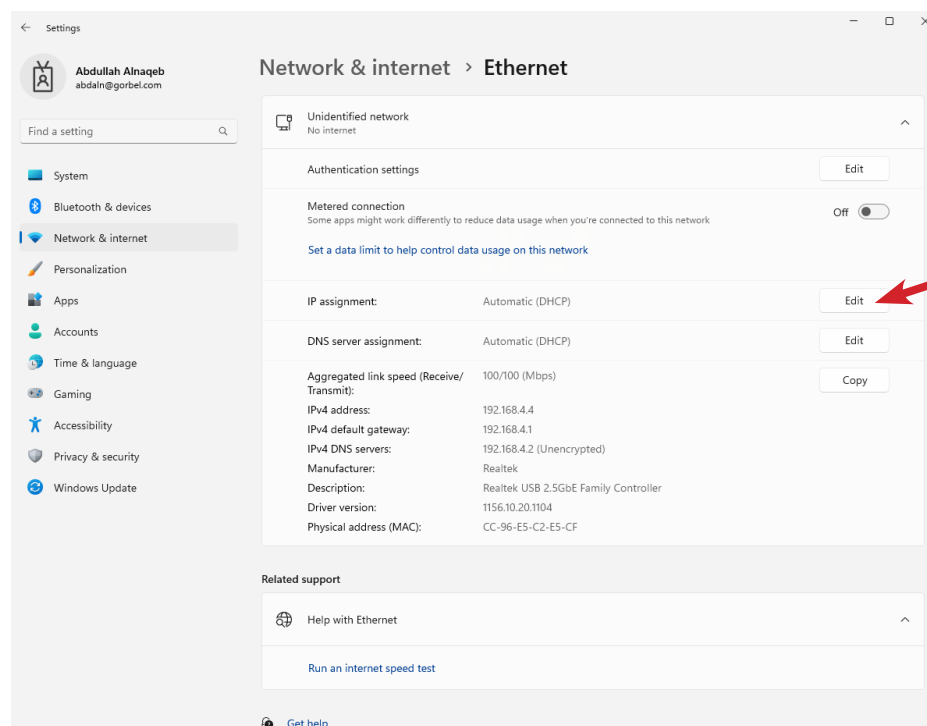 Settings
Abdullah Alnaqeb
abdaln@gorbel.com
Find a setting
System
Bluetooth & devices
Network & internet
Personalization
Apps
Accounts
Time & language
Gaming
Accessibility
Privacy & security
Windows Update
Network & internet > Ethernet
Unidentified network
No internet
Authentication settings Edit
Metered connection
Some apps might work differently to reduce data usage when you're connected to this network
Off
Set a data limit to help control data usage on this network
IP assignment: Automatic (DHCP) Edit
DNS server assignment: Automatic (DHCP) Edit
Aggregated link speed (Receive/ 100/100 (Mbps) Copy
Transmit):
IPv4 address: 192.168.4.4
IPv4 default gateway: 192.168.4.1
IPv4 DNS servers: 192.168.4.2 (Unencrypted)
Manufacturer: Realtek
Description: Realtek USB 2.5GbE Family Controller
Driver version: 1156.10.20.1104
Physical address (MAC): CC-96-E5-C2-E5-CF
Related support
Help with Ethernet
Run an internet speed test
Get help